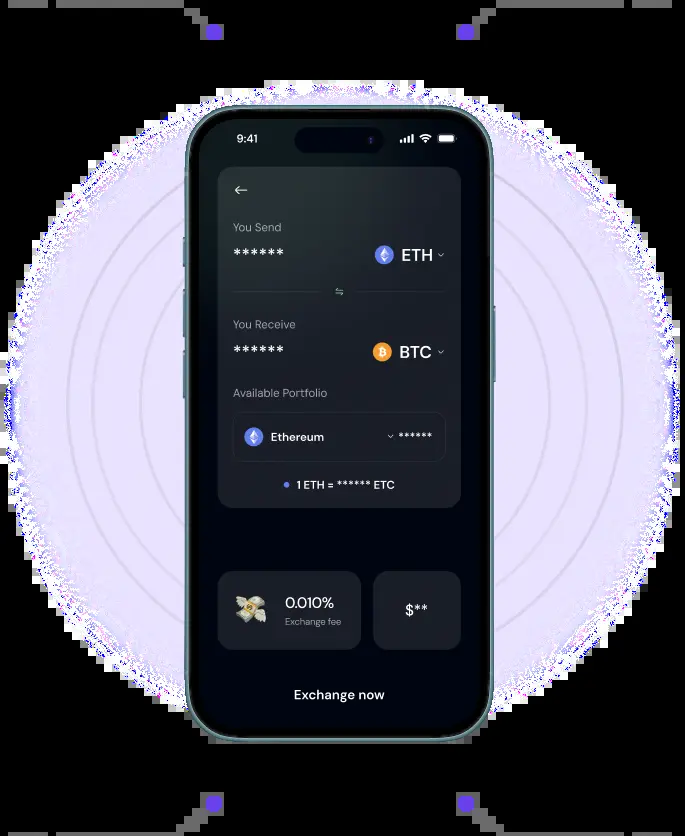 9:41
You Send
****** ETH
You Receive
****** BTC
Available Portfolio
Ethereum ******
1 ETH = ****** ETC
0.010%
Exchange fee
$**
Exchange now